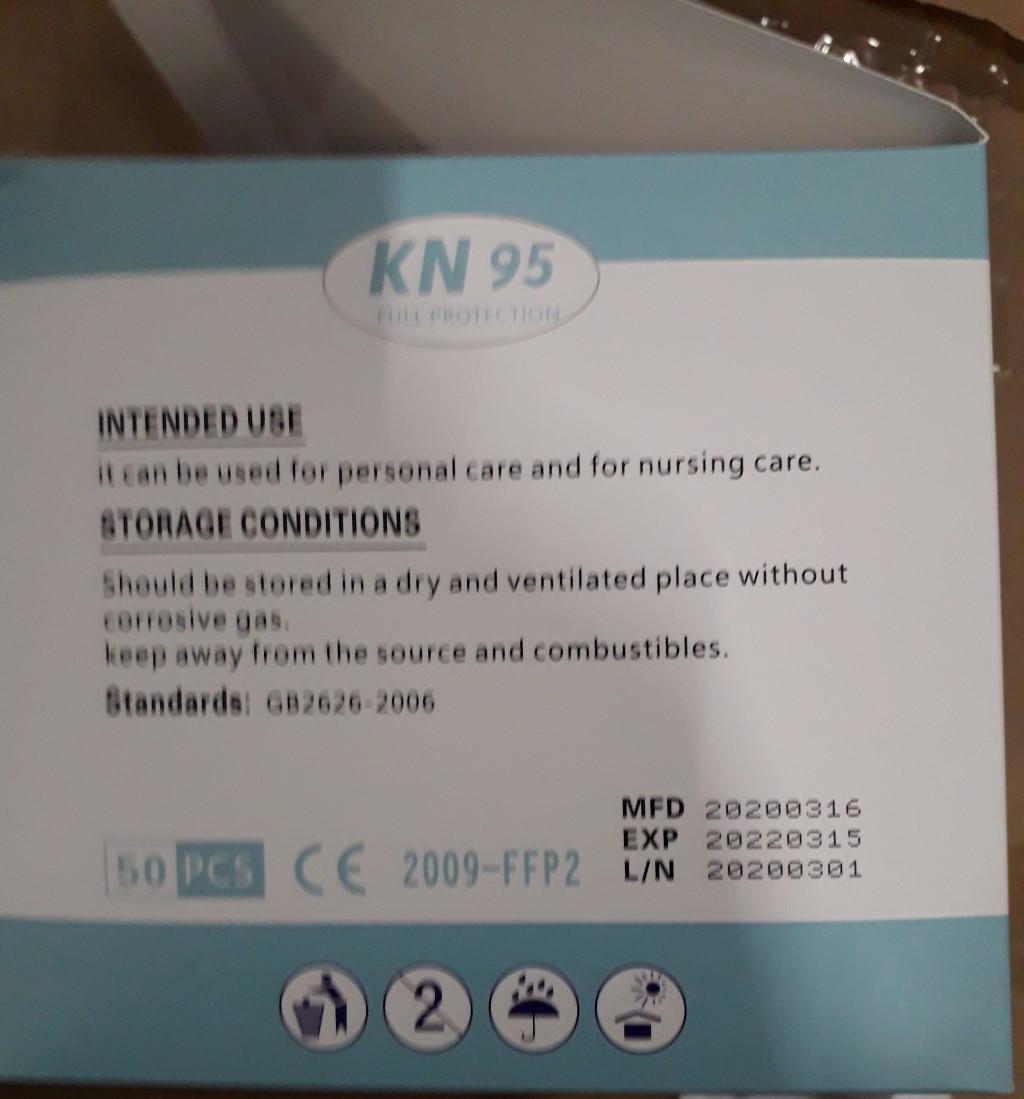 KN 95
FULL PROTECTION
INTENDED USE
it can be used for personal care and for nursing care.
STORAGE CONDITIONS
Should be stored in a dry and ventilated place without
corrosive gas.
keep away from the source and combustibles.
Standards: GB2626-2006
MFD 20200316
EXP 20220315
L/N 20200301
50 PCS CE 2009-FFP2
2